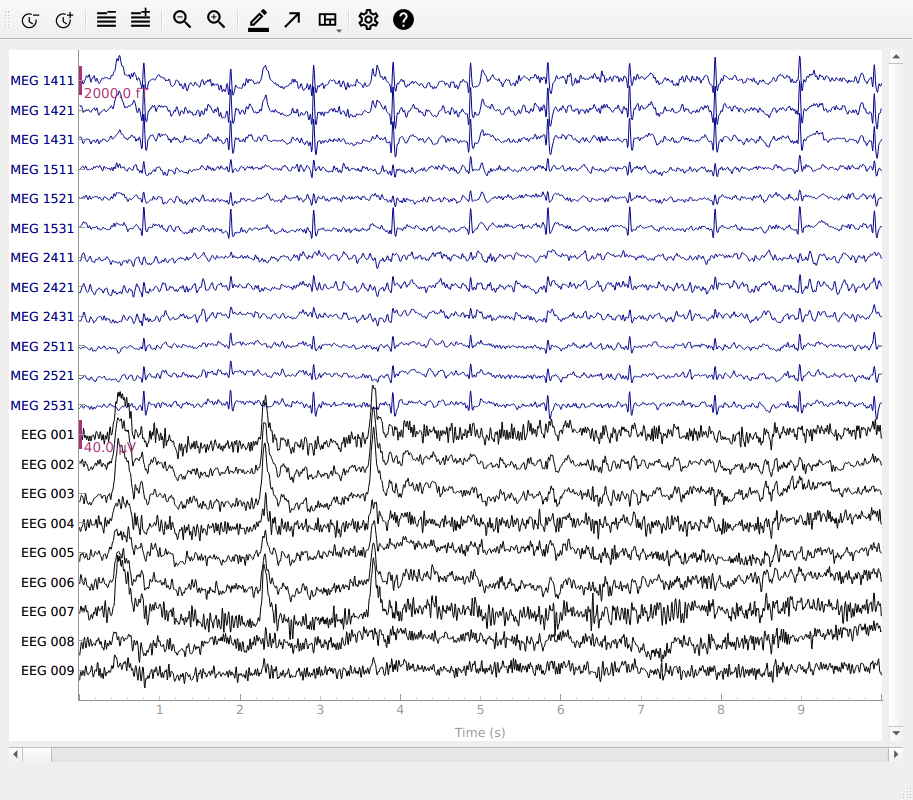 MEG 1411
2000.0 fT
MEG 1421
MEG 1431
MEG 1511
MEG 1521
MEG 1531
MEG 2411
MEG 2421
MEG 2431
MEG 2511
MEG 2521
MEG 2531
EEG 001
40.0 µV
EEG 002
EEG 003
EEG 004
EEG 005
EEG 006
EEG 007
EEG 008
EEG 009
1 2 3 4 5 6 7 8 9
Time (s)